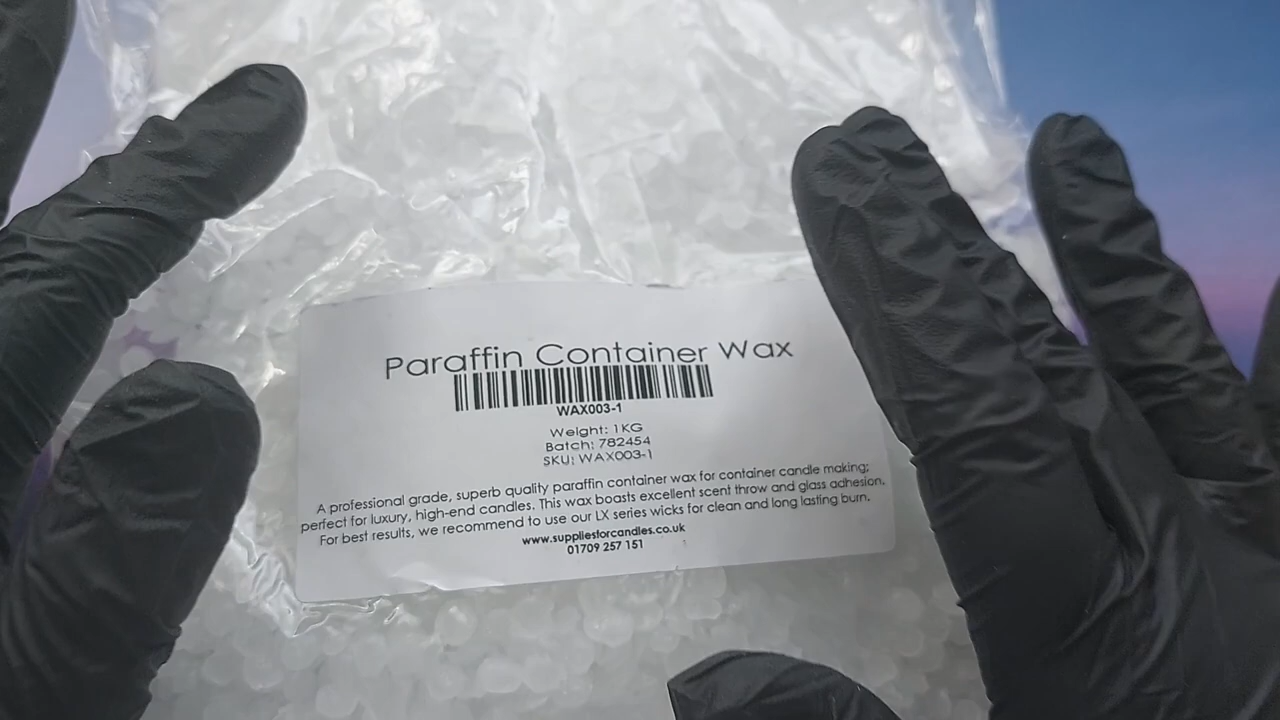 Paraffin Container Wax
WAX003-1
Weight: 1KG
Batch: 782454
SKU: WAX003-1
A professional grade, superb quality paraffin container wax for container candle making;
perfect for luxury, high-end candles. This wax boasts excellent scent throw and glass adhesion.
For best results, we recommend to use our LX series wicks for clean and long lasting burn.
www.suppliesforcandles.co.uk
01709 257 151